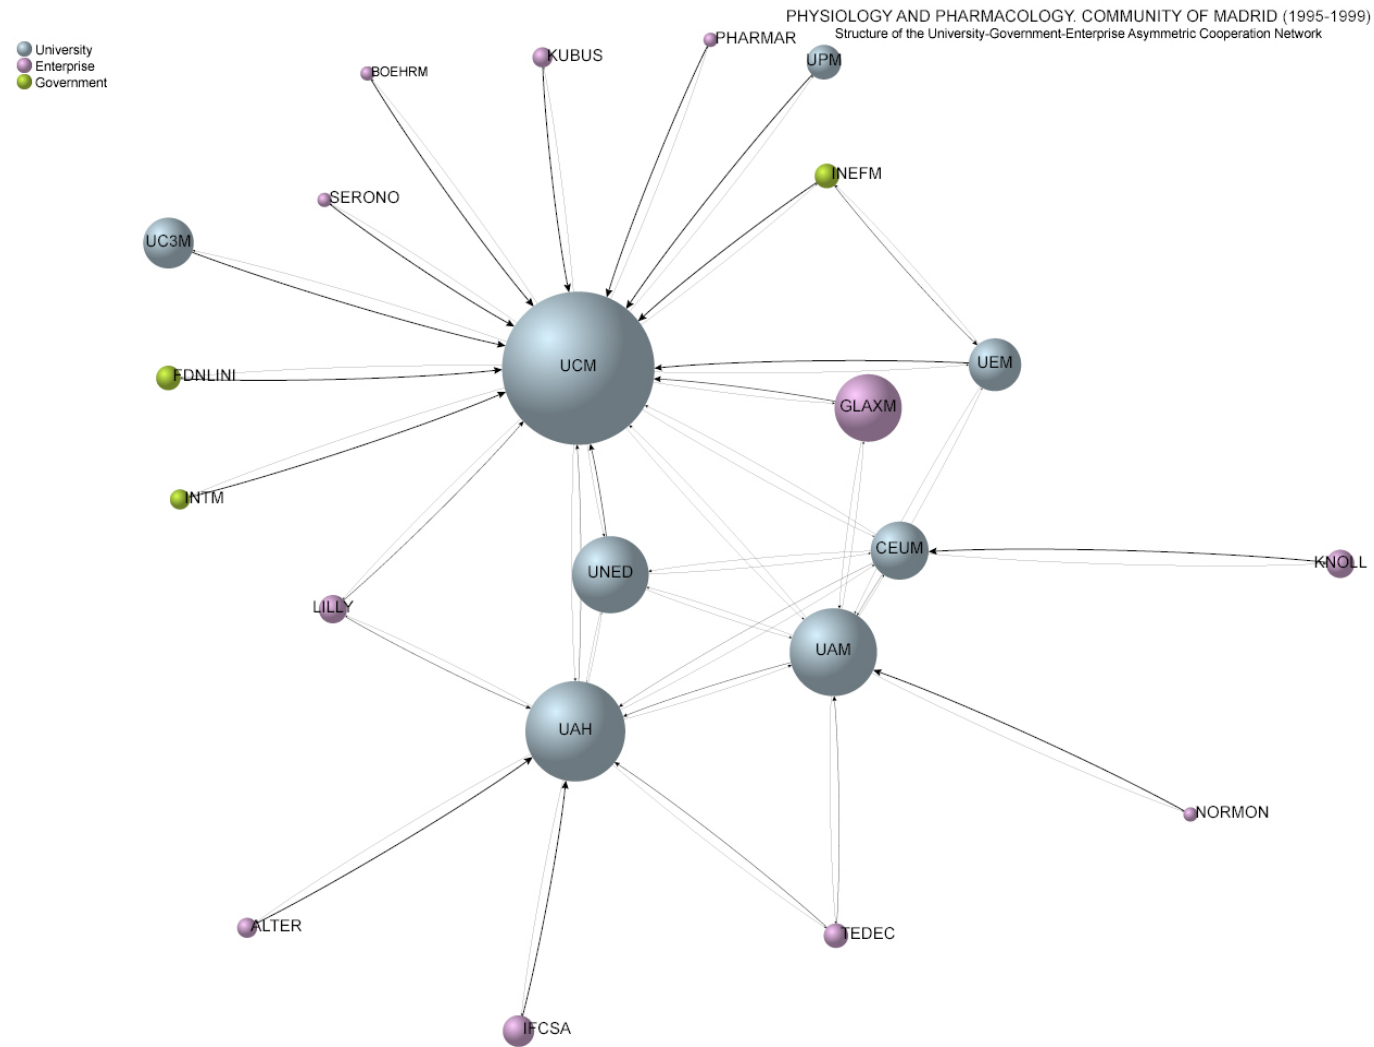 PHYSIOLOGY AND PHARMACOLOGY. COMMUNITY OF MADRID (1995-1999)
Structure of the University-Government-Enterprise Asymmetric Cooperation Network
University
Enterprise
Government
PHARMAR
KUBUS
UPM
BOEHRM
INEFM
SERONO
UC3M
UCM
UEM
FDNLINI
GLAXM
INTM
CEUM
KNOLL
UNED
LILLY
UAM
UAH
NORMON
ALTER
TEDEC
IFCSA